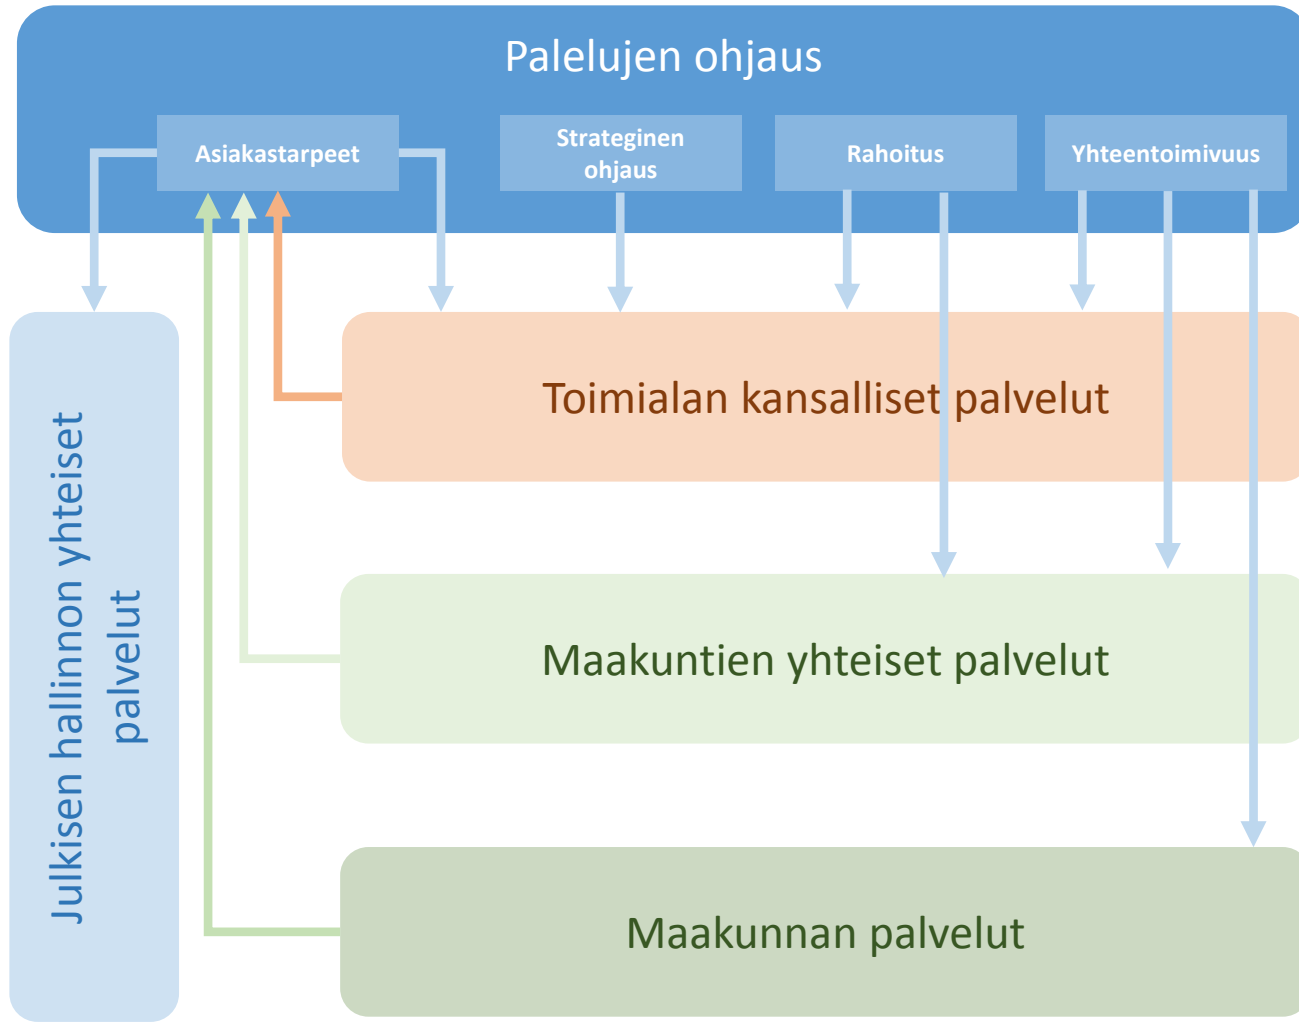 Palelujen ohjaus
Asiakastarpeet
Strateginen
ohjaus
Rahoitus
Yhteentoimivuus
Julkisen hallinnon yhteiset
palvelut
Toimialan kansalliset palvelut
Maakuntien yhteiset palvelut
Maakunnan palvelut